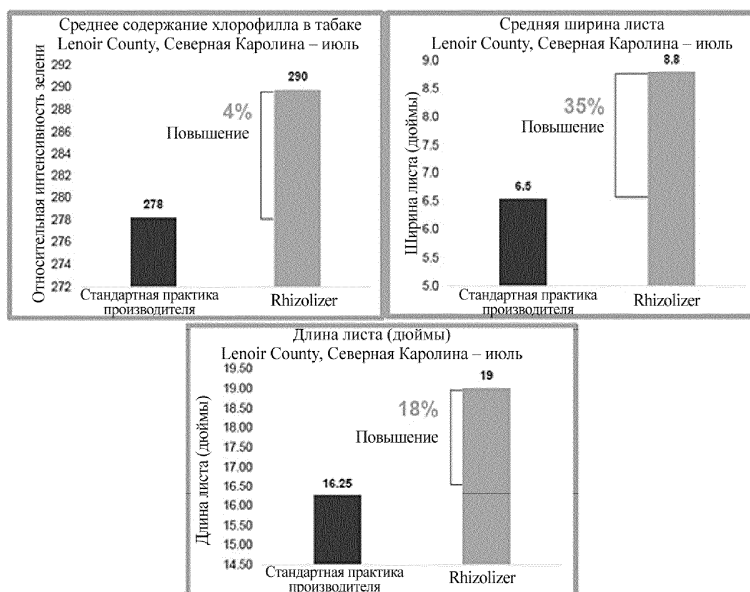 Среднее содержание хлорофилла в табаке
Lenoir County, Северная Каролина – июль
Относительная интенсивность зелени
292
290
288
286
284
282
280
278
276
274
272
278
290
4%
Повышение
Стандартная практика
производителя
Rhizolizer
Средняя ширина листа
Lenoir County, Северная Каролина – июль
Ширина листа (дюймы)
9.0
8.5
8.0
7.5
7.0
6.5
6.0
5.5
5.0
6.5
8.8
35%
Повышение
Стандартная практика
производителя
Rhizolizer
Длина листа (дюймы)
Lenoir County, Северная Каролина – июль
Длина листа (дюймы)
19.50
19.00
18.50
18.00
17.50
17.00
16.50
16.00
15.50
15.00
14.50
16.25
19
18%
Повышение
Стандартная практика
производителя
Rhizolizer